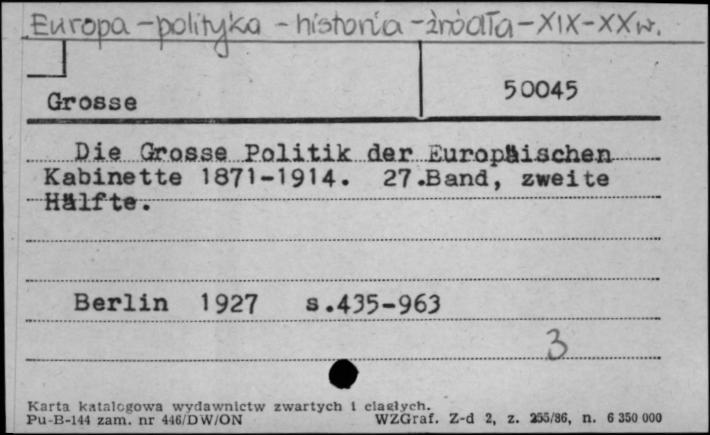 Europa - polityka - historia - źródła - XIX-XXw.
Grosse
50045
Die Grosse Politik der Europäischen
Kabinette 1871-1914. 27.Band, zweite
Hälfte.
Berlin 1927 s.435-963
3
Karta katalogowa wydawnictw zwartych i ciągłych.
Pu-B-144 zam. nr 446/DW/ON
WZGraf. Z-d 2, z. 255/86, n. 6 350 000